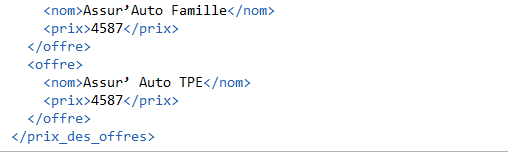 <nom>Assur’Auto Famille</nom>
<prix>4587</prix>
</offre>
<offre>
<nom>Assur’ Auto TPE</nom>
<prix>4587</prix>
</offre>
</prix_des_offres>